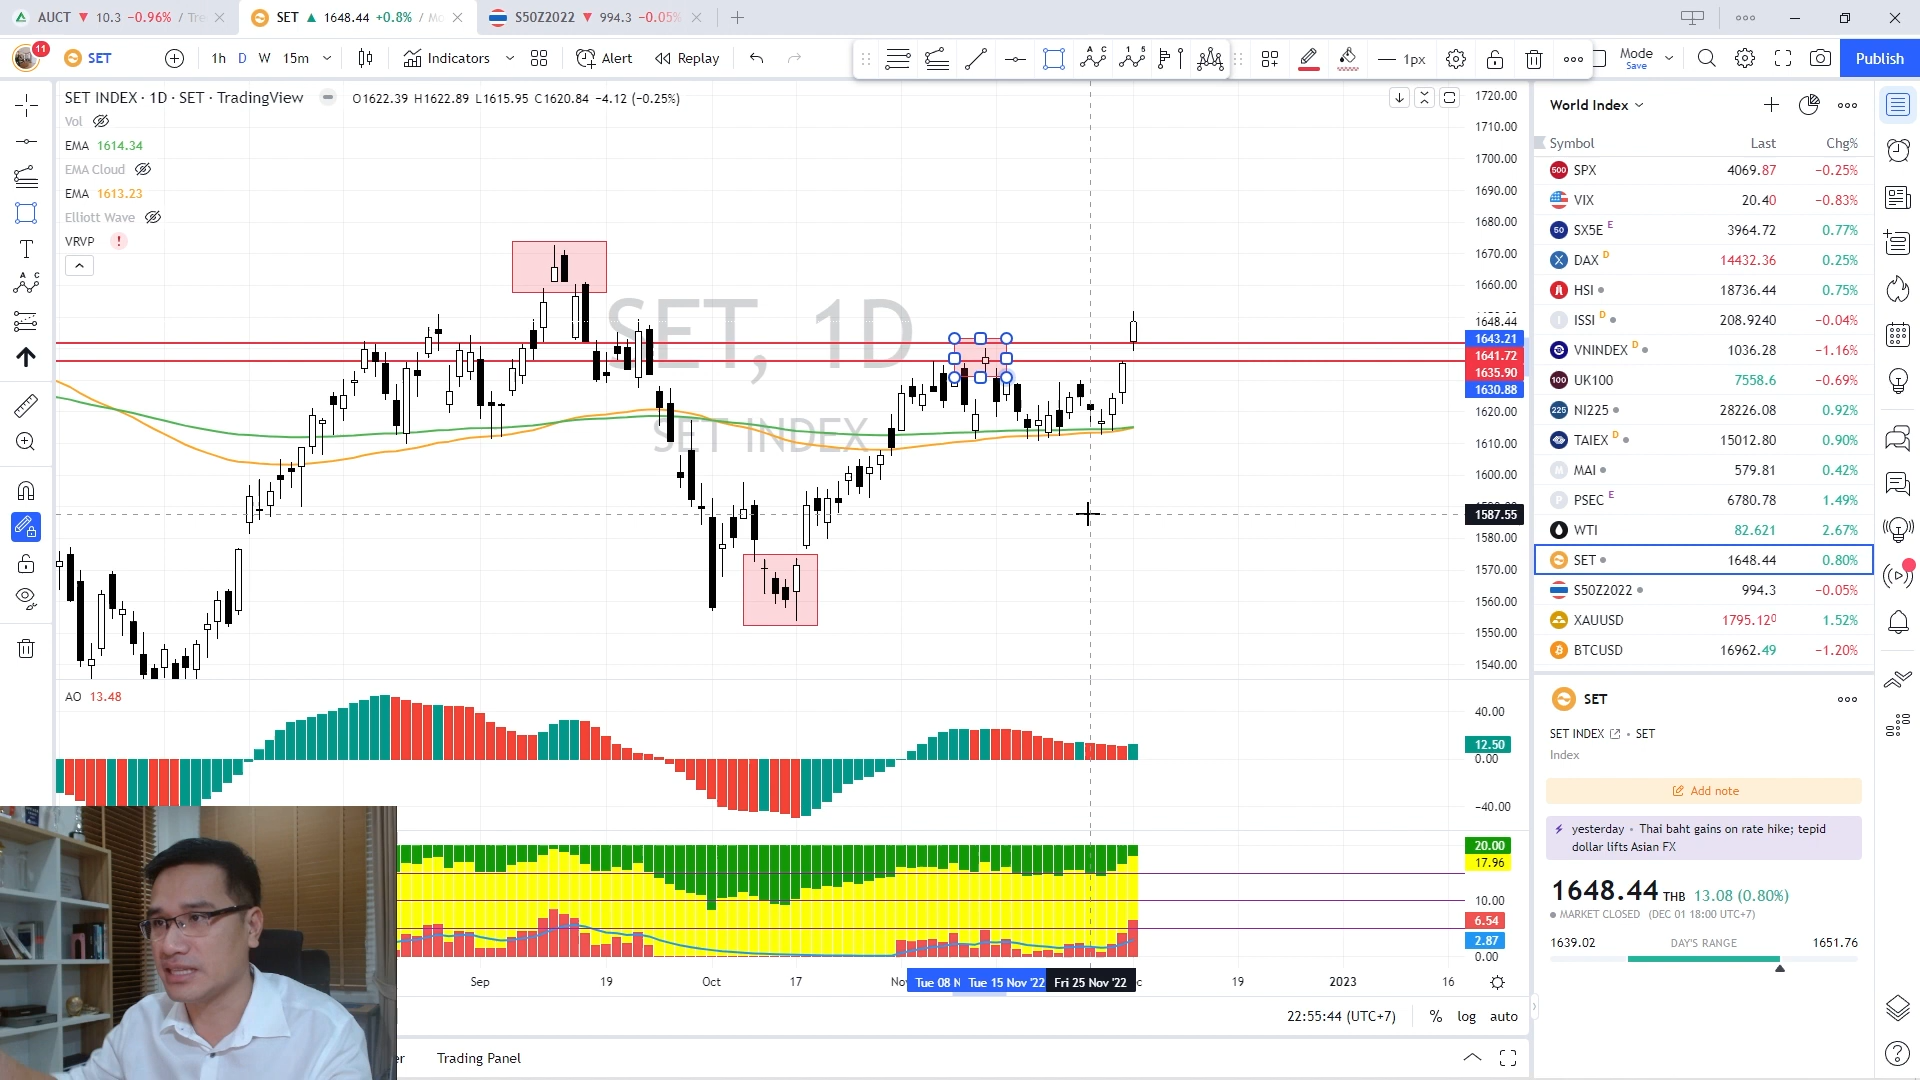 AUCT ▼ 10.3 −0.96% / Tre
SET ▲ 1648.44 +0.8% / Mo
S50Z2022 ▼ 994.3 −0.05%
11
SET
1h D W 15m
Indicators
Alert
Replay
1px
Mode
Save
Publish
SET INDEX · 1D · SET · TradingView
O1622.39 H1622.89 L1615.95 C1620.84 −4.12 (−0.25%)
Vol
EMA 1614.34
EMA Cloud
EMA 1613.23
Elliott Wave
VRVP !
SET, 1D
SET INDEX
1720.00
1710.00
1700.00
1690.00
1680.00
1670.00
1660.00
1648.44
1643.21
1641.72
1635.90
1630.88
1620.00
1610.00
1600.00
1587.55
1580.00
1570.00
1560.00
1550.00
1540.00
AO 13.48
40.00
12.50
0.00
−40.00
20.00
17.96
10.00
6.54
2.87
0.00
Sep 19 Oct 17 Nov Tue 08 N Tue 15 Nov '22 Fri 25 Nov '22 c 19 2023 16
22:55:44 (UTC+7) % log auto
er Trading Panel
World Index
Symbol Last Chg%
SPX 4069.87 −0.25%
VIX 20.40 −0.83%
SX5E E 3964.72 0.77%
DAX D 14432.36 0.25%
HSI 18736.44 0.75%
ISSI D 208.9240 −0.04%
VNINDEX D 1036.28 −1.16%
UK100 7558.6 −0.69%
NI225 28226.08 0.92%
TAIEX D 15012.80 0.90%
MAI 579.81 0.42%
PSEC E 6780.78 1.49%
WTI 82.621 2.67%
SET 1648.44 0.80%
S50Z2022 994.3 −0.05%
XAUUSD 1795.120 1.52%
BTCUSD 16962.49 −1.20%
SET
SET INDEX · SET
Index
Add note
yesterday · Thai baht gains on rate hike; tepid
dollar lifts Asian FX
1648.44 THB 13.08 (0.80%)
MARKET CLOSED (DEC 01 18:00 UTC+7)
1639.02 DAY'S RANGE 1651.76